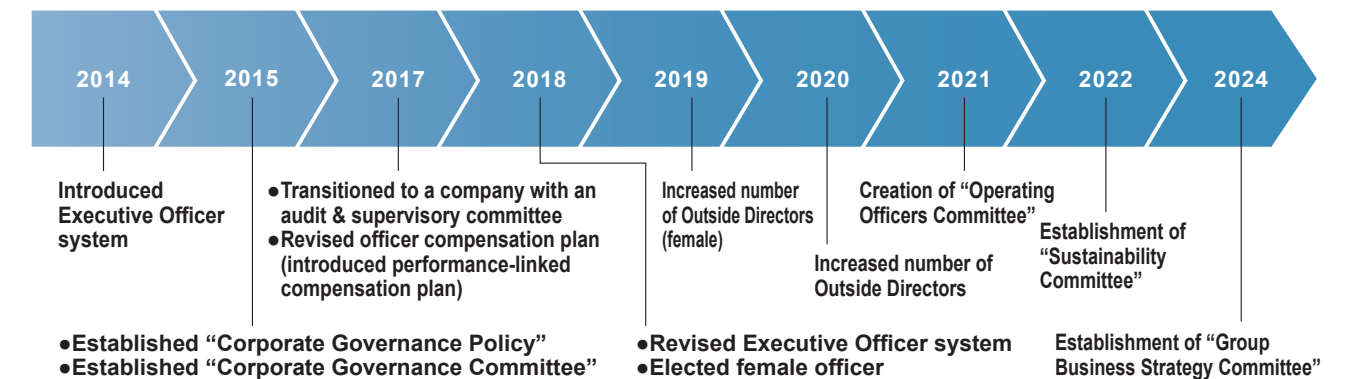 2014 2015 2017 2018 2019 2020 2021 2022 2024
Introduced
Executive Officer
system
●Transitioned to a company with an
audit & supervisory committee
●Revised officer compensation plan
(introduced performance-linked
compensation plan)
Increased number
of Outside Directors
(female)
Increased number of
Outside Directors
Creation of “Operating
Officers Committee”
Establishment of
“Sustainability
Committee”
●Established “Corporate Governance Policy”
●Established “Corporate Governance Committee”
●Revised Executive Officer system
●Elected female officer
Establishment of “Group
Business Strategy Committee”